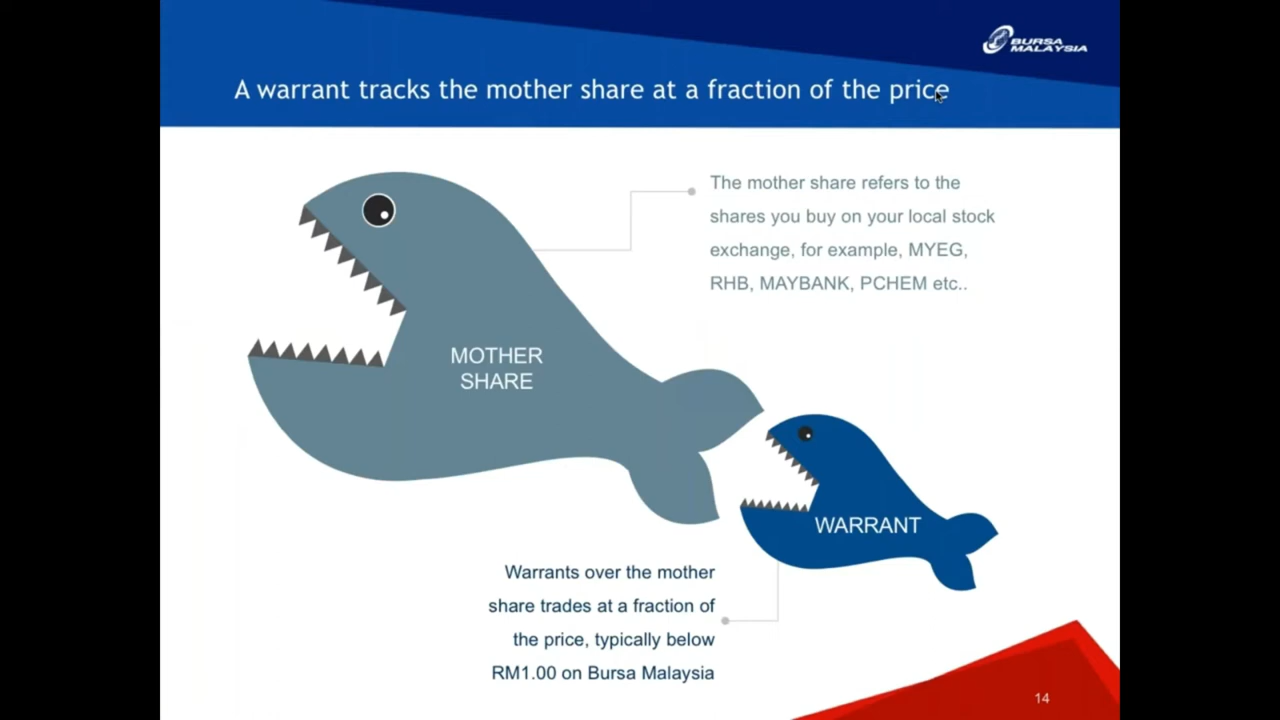 BURSA
MALAYSIA
A warrant tracks the mother share at a fraction of the price
The mother share refers to the
shares you buy on your local stock
exchange, for example, MYEG,
RHB, MAYBANK, PCHEM etc..
MOTHER
SHARE
WARRANT
Warrants over the mother
share trades at a fraction of
the price, typically below
RM1.00 on Bursa Malaysia
14